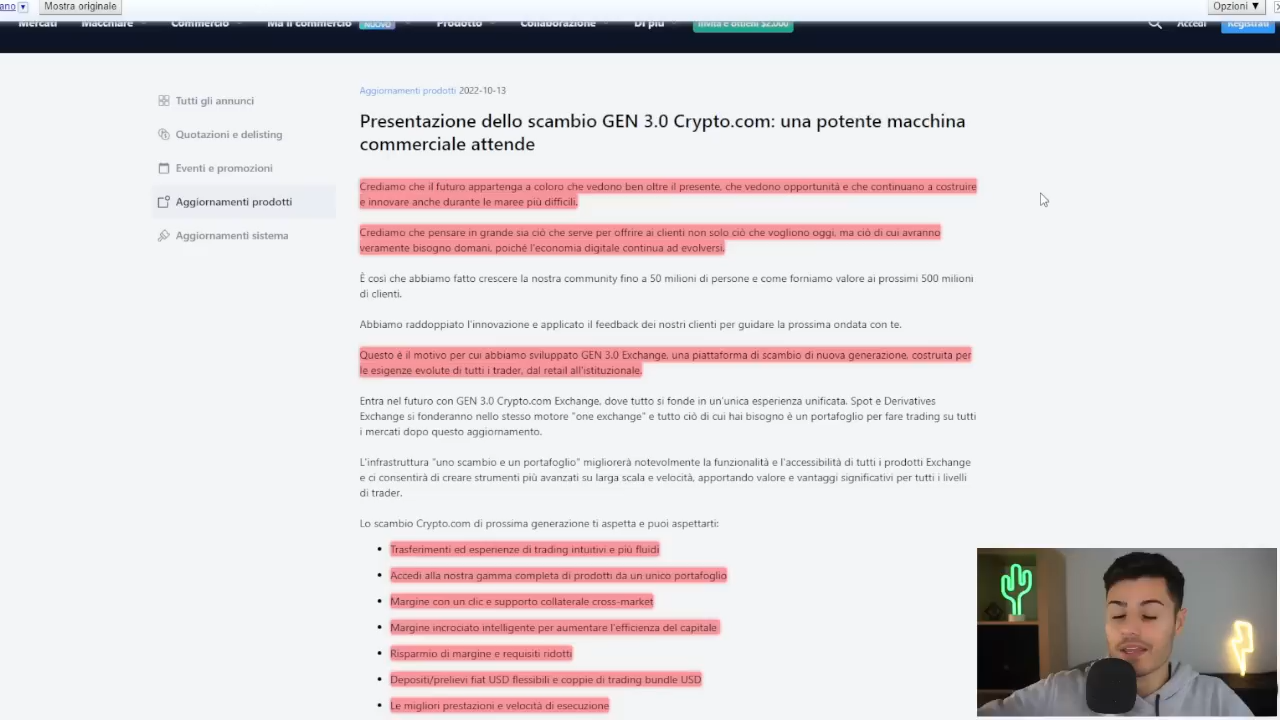 ano
Mostra originale
Opzioni ▼
Mercati
Macchiare
Commercio
Ma il commercio
NUOVO
Prodotto
Collaborazione
Di più
Invita e ottieni $2,000
Accedi
Registrati
Tutti gli annunci
Quotazioni e delisting
Eventi e promozioni
Aggiornamenti prodotti
Aggiornamenti sistema
Aggiornamenti prodotti 2022-10-13
Presentazione dello scambio GEN 3.0 Crypto.com: una potente macchina
commerciale attende
Crediamo che il futuro appartenga a coloro che vedono ben oltre il presente, che vedono opportunità e che continuano a costruire
e innovare anche durante le maree più difficili.
Crediamo che pensare in grande sia ciò che serve per offrire ai clienti non solo ciò che vogliono oggi, ma ciò di cui avranno
veramente bisogno domani, poiché l'economia digitale continua ad evolversi.
È così che abbiamo fatto crescere la nostra community fino a 50 milioni di persone e come forniamo valore ai prossimi 500 milioni
di clienti.
Abbiamo raddoppiato l'innovazione e applicato il feedback dei nostri clienti per guidare la prossima ondata con te.
Questo è il motivo per cui abbiamo sviluppato GEN 3.0 Exchange, una piattaforma di scambio di nuova generazione, costruita per
le esigenze evolute di tutti i trader, dal retail all'istituzionale.
Entra nel futuro con GEN 3.0 Crypto.com Exchange, dove tutto si fonde in un'unica esperienza unificata. Spot e Derivatives
Exchange si fonderanno nello stesso motore "one exchange" e tutto ciò di cui hai bisogno è un portafoglio per fare trading su tutti
i mercati dopo questo aggiornamento.
L'infrastruttura "uno scambio e un portafoglio" migliorerà notevolmente la funzionalità e l'accessibilità di tutti i prodotti Exchange
e ci consentirà di creare strumenti più avanzati su larga scala e velocità, apportando valore e vantaggi significativi per tutti i livelli
di trader.
Lo scambio Crypto.com di prossima generazione ti aspetta e puoi aspettarti:
• Trasferimenti ed esperienze di trading intuitivi e più fluidi
• Accedi alla nostra gamma completa di prodotti da un unico portafoglio
• Margine con un clic e supporto collaterale cross-market
• Margine incrociato intelligente per aumentare l'efficienza del capitale
• Risparmio di margine e requisiti ridotti
• Depositi/prelievi fiat USD flessibili e coppie di trading bundle USD
• Le migliori prestazioni e velocità di esecuzione